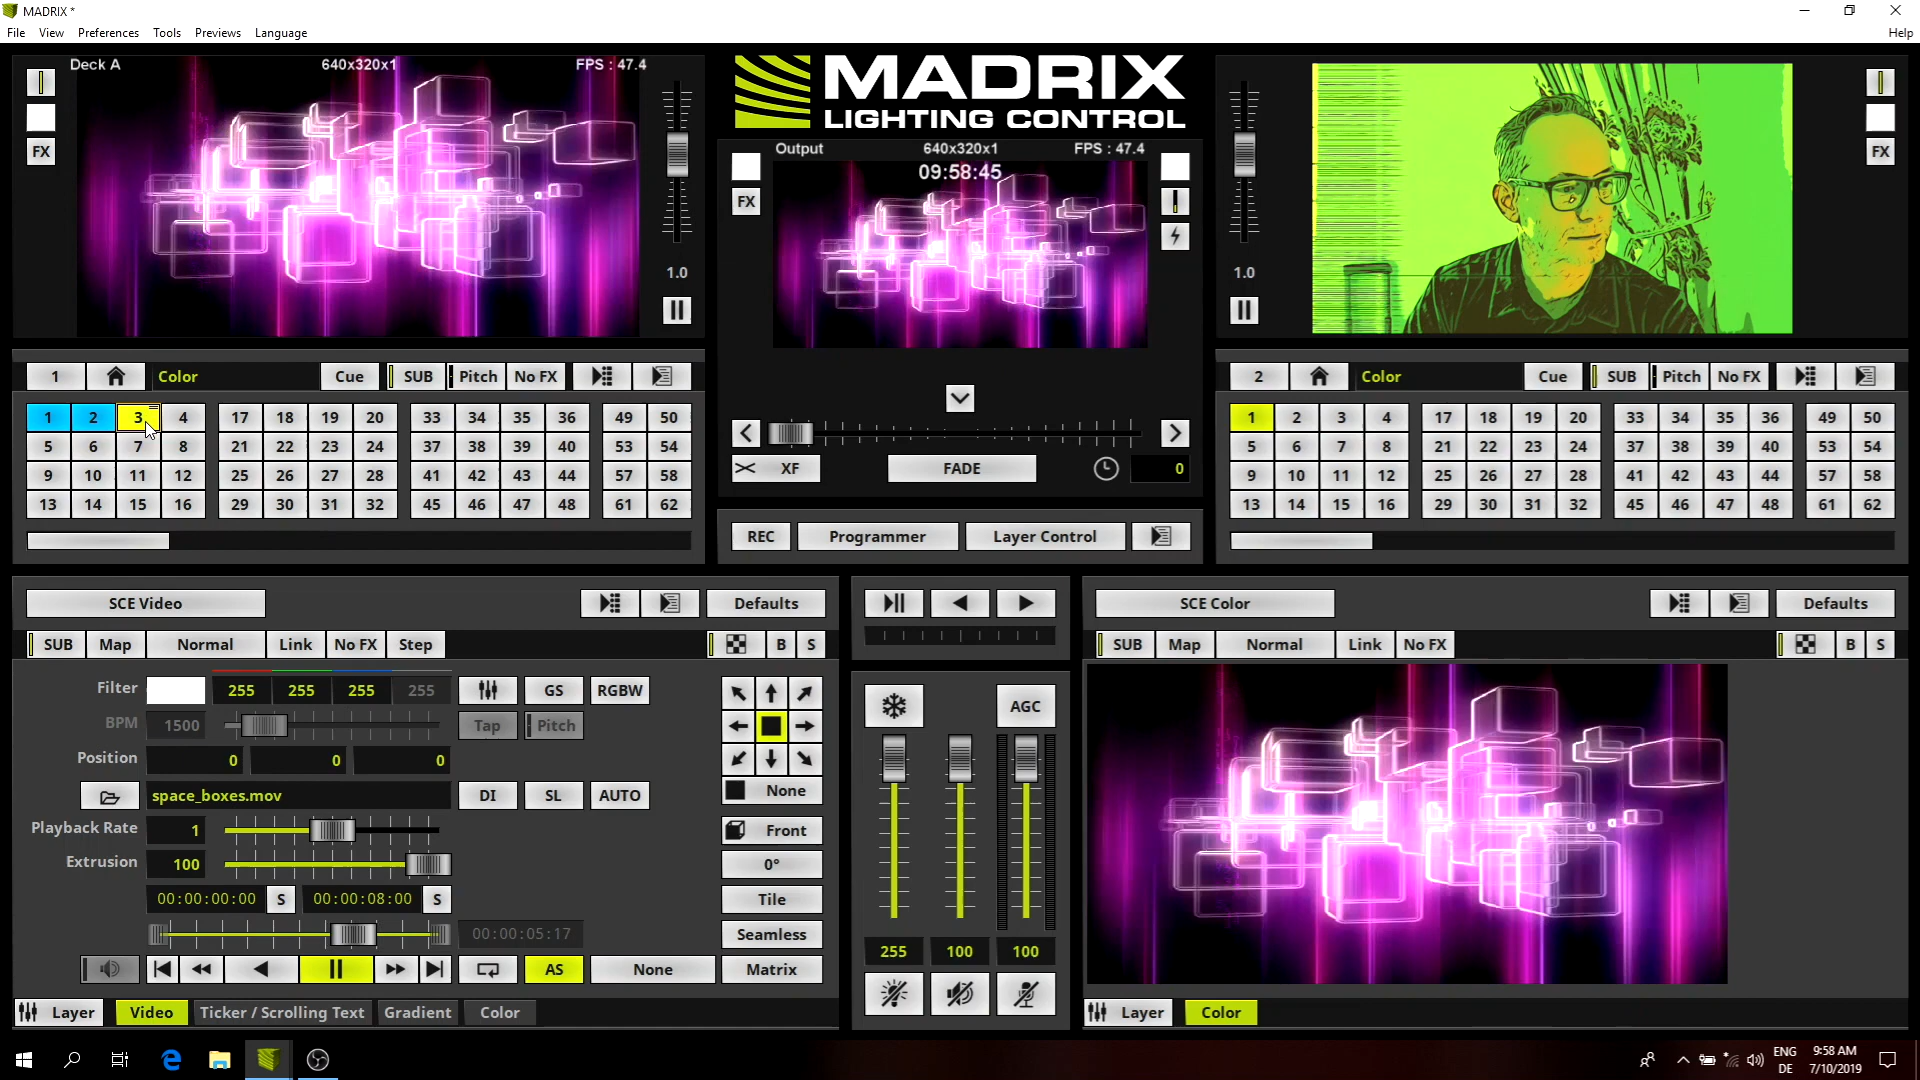 MADRIX *
File View Preferences Tools Previews Language Help
Deck A 640x320x1 FPS : 47.4
MADRIX
LIGHTING CONTROL
Output 640x320x1 FPS : 47.4
09:58:45
FX
FX
FX
1.0
1.0
1 Color Cue SUB Pitch No FX
1 2 3 4 17 18 19 20 33 34 35 36 49 50
5 6 7 8 21 22 23 24 37 38 39 40 53 54
9 10 11 12 25 26 27 28 41 42 43 44 57 58
13 14 15 16 29 30 31 32 45 46 47 48 61 62
XF FADE 0
REC Programmer Layer Control
2 Color Cue SUB Pitch No FX
1 2 3 4 17 18 19 20 33 34 35 36 49 50
5 6 7 8 21 22 23 24 37 38 39 40 53 54
9 10 11 12 25 26 27 28 41 42 43 44 57 58
13 14 15 16 29 30 31 32 45 46 47 48 61 62
SCE Video Defaults
SUB Map Normal Link No FX Step B S
Filter 255 255 255 255 GS RGBW
BPM 1500 Tap Pitch
Position 0 0 0
space_boxes.mov DI SL AUTO None
Playback Rate 1 Front
Extrusion 100 0°
00:00:00:00 S 00:00:08:00 S Tile
00:00:05:17 Seamless
AS None Matrix
Layer Video Ticker / Scrolling Text Gradient Color
AGC
255 100 100
SCE Color Defaults
SUB Map Normal Link No FX B S
Layer Color
ENG 9:58 AM
DE 7/10/2019